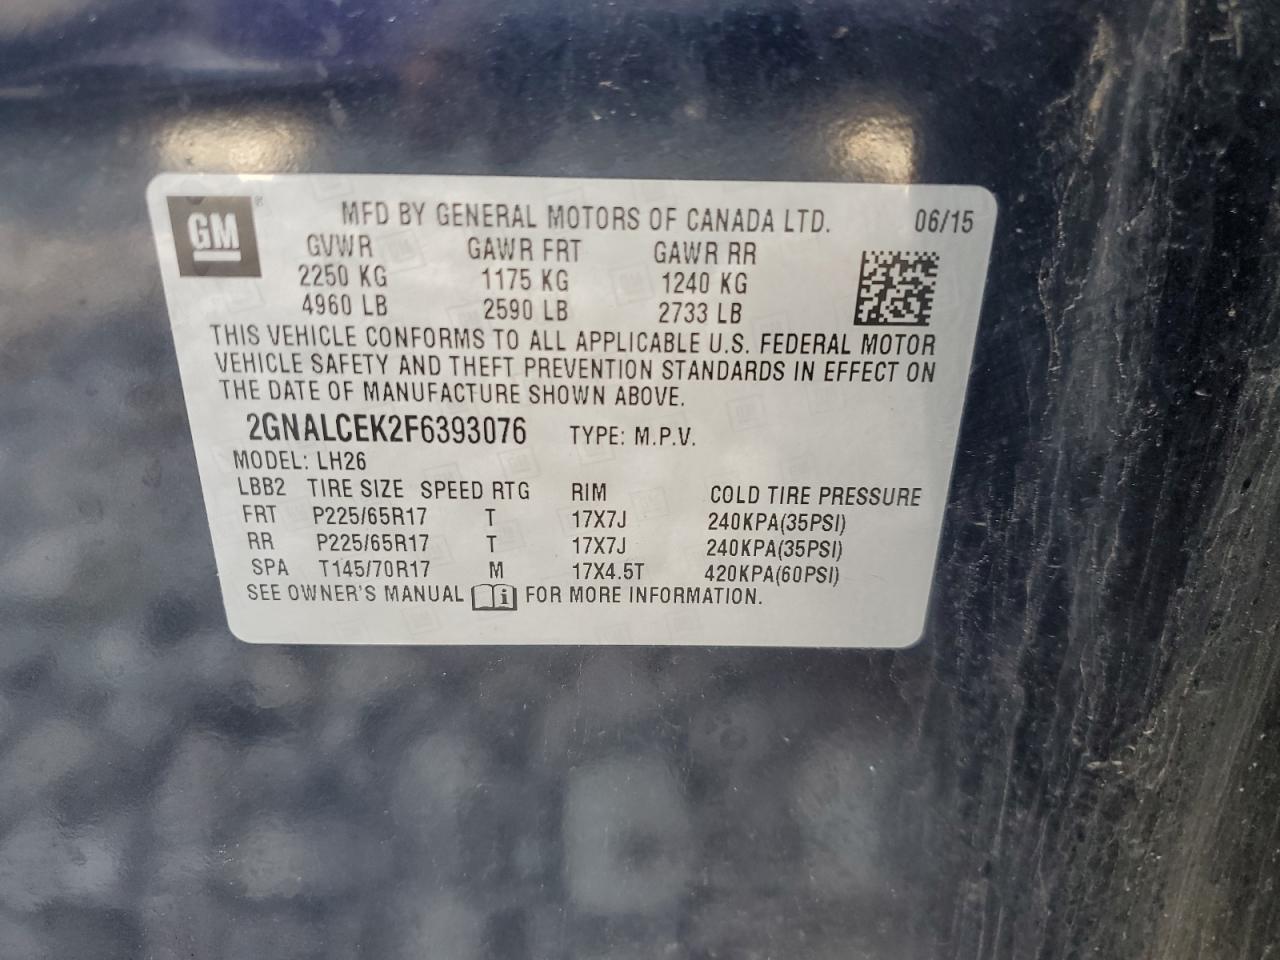 GM ® MFD BY GENERAL MOTORS OF CANADA LTD. 06/15
GVWR GAWR FRT GAWR RR
2250 KG 1175 KG 1240 KG
4960 LB 2590 LB 2733 LB
THIS VEHICLE CONFORMS TO ALL APPLICABLE U.S. FEDERAL MOTOR
VEHICLE SAFETY AND THEFT PREVENTION STANDARDS IN EFFECT ON
THE DATE OF MANUFACTURE SHOWN ABOVE.
2GNALCEK2F6393076 TYPE: M.P.V.
MODEL: LH26
LBB2 TIRE SIZE SPEED RTG RIM COLD TIRE PRESSURE
FRT P225/65R17 T 17X7J 240KPA(35PSI)
RR P225/65R17 T 17X7J 240KPA(35PSI)
SPA T145/70R17 M 17X4.5T 420KPA(60PSI)
SEE OWNER'S MANUAL i FOR MORE INFORMATION.